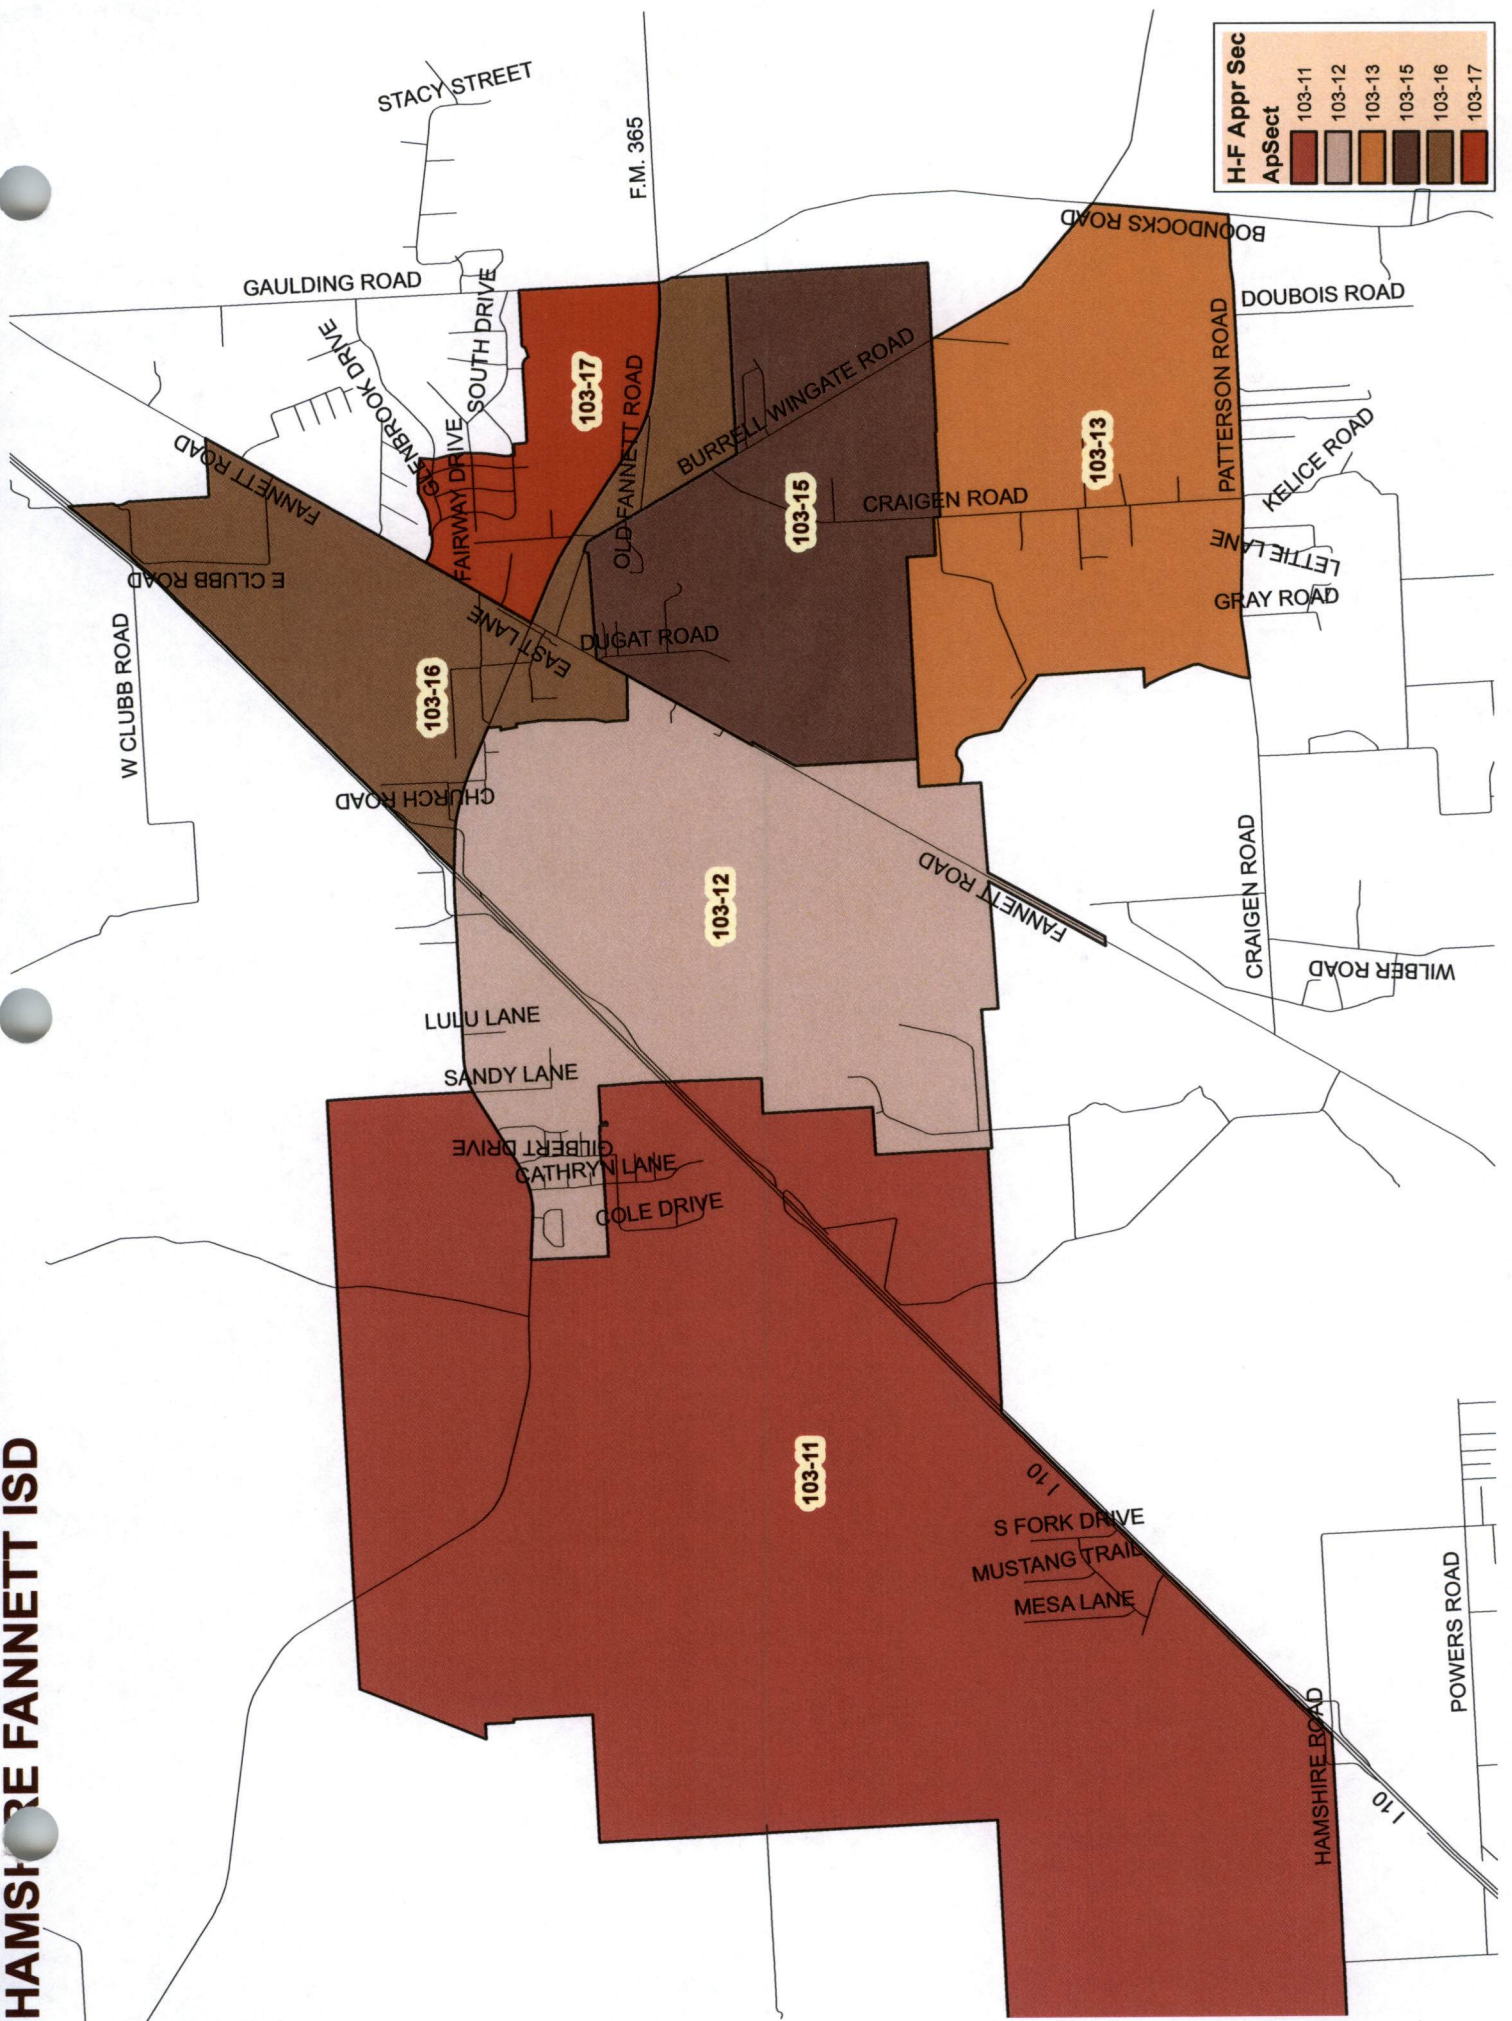 HAMSH RE FANNETT ISD
H-F Appr Sec
ApSect
103-11
103-12
103-13
103-15
103-16
103-17
STACY STREET
F.M. 365
GAULDING ROAD
SOUTH DRIVE
GLENBROOK DRIVE
FAIRWAY DRIVE
FANNETT ROAD
E CLUBB ROAD
W CLUBB ROAD
EAST LANE
CHURCH ROAD
OLD FANNETT ROAD
BURRELL WINGATE ROAD
DUGAT ROAD
CRAIGEN ROAD
BOONDOCKS ROAD
DOUBOIS ROAD
PATTERSON ROAD
KELICE ROAD
LETTIE LANE
GRAY ROAD
CRAIGEN ROAD
WILBER ROAD
FANNETT ROAD
LULU LANE
SANDY LANE
GILBERT DRIVE
CATHRYN LANE
COLE DRIVE
I 10
S FORK DRIVE
MUSTANG TRAIL
MESA LANE
HAMSHIRE ROAD
I 10
POWERS ROAD
103-17
103-16
103-15
103-13
103-12
103-11